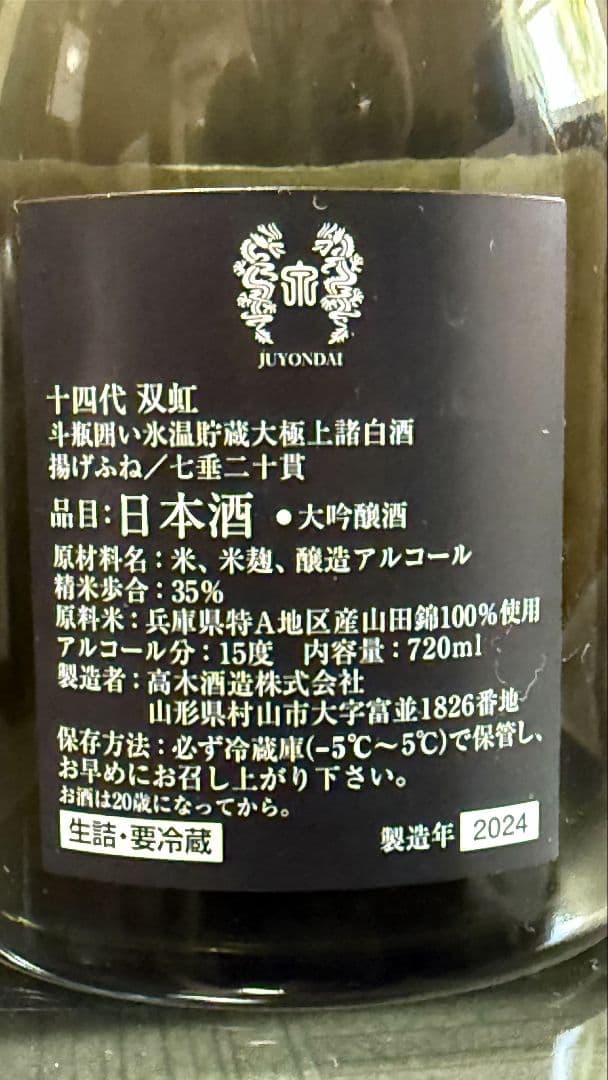 JUYONDAI
十四代 双虹
斗瓶囲い氷温貯蔵大極上諸白酒
揚げふね／七垂二十貫
品目：日本酒 ●大吟醸酒
原材料名：米、米麹、醸造アルコール
精米歩合：35%
原料米：兵庫県特A地区産山田錦100%使用
アルコール分：15度 内容量：720ml
製造者：高木酒造株式会社
山形県村山市大字富並1826番地
保存方法：必ず冷蔵庫(-5℃～5℃)で保管し、
お早めにお召し上がり下さい。
お酒は20歳になってから。
生詰・要冷蔵 製造年 2024